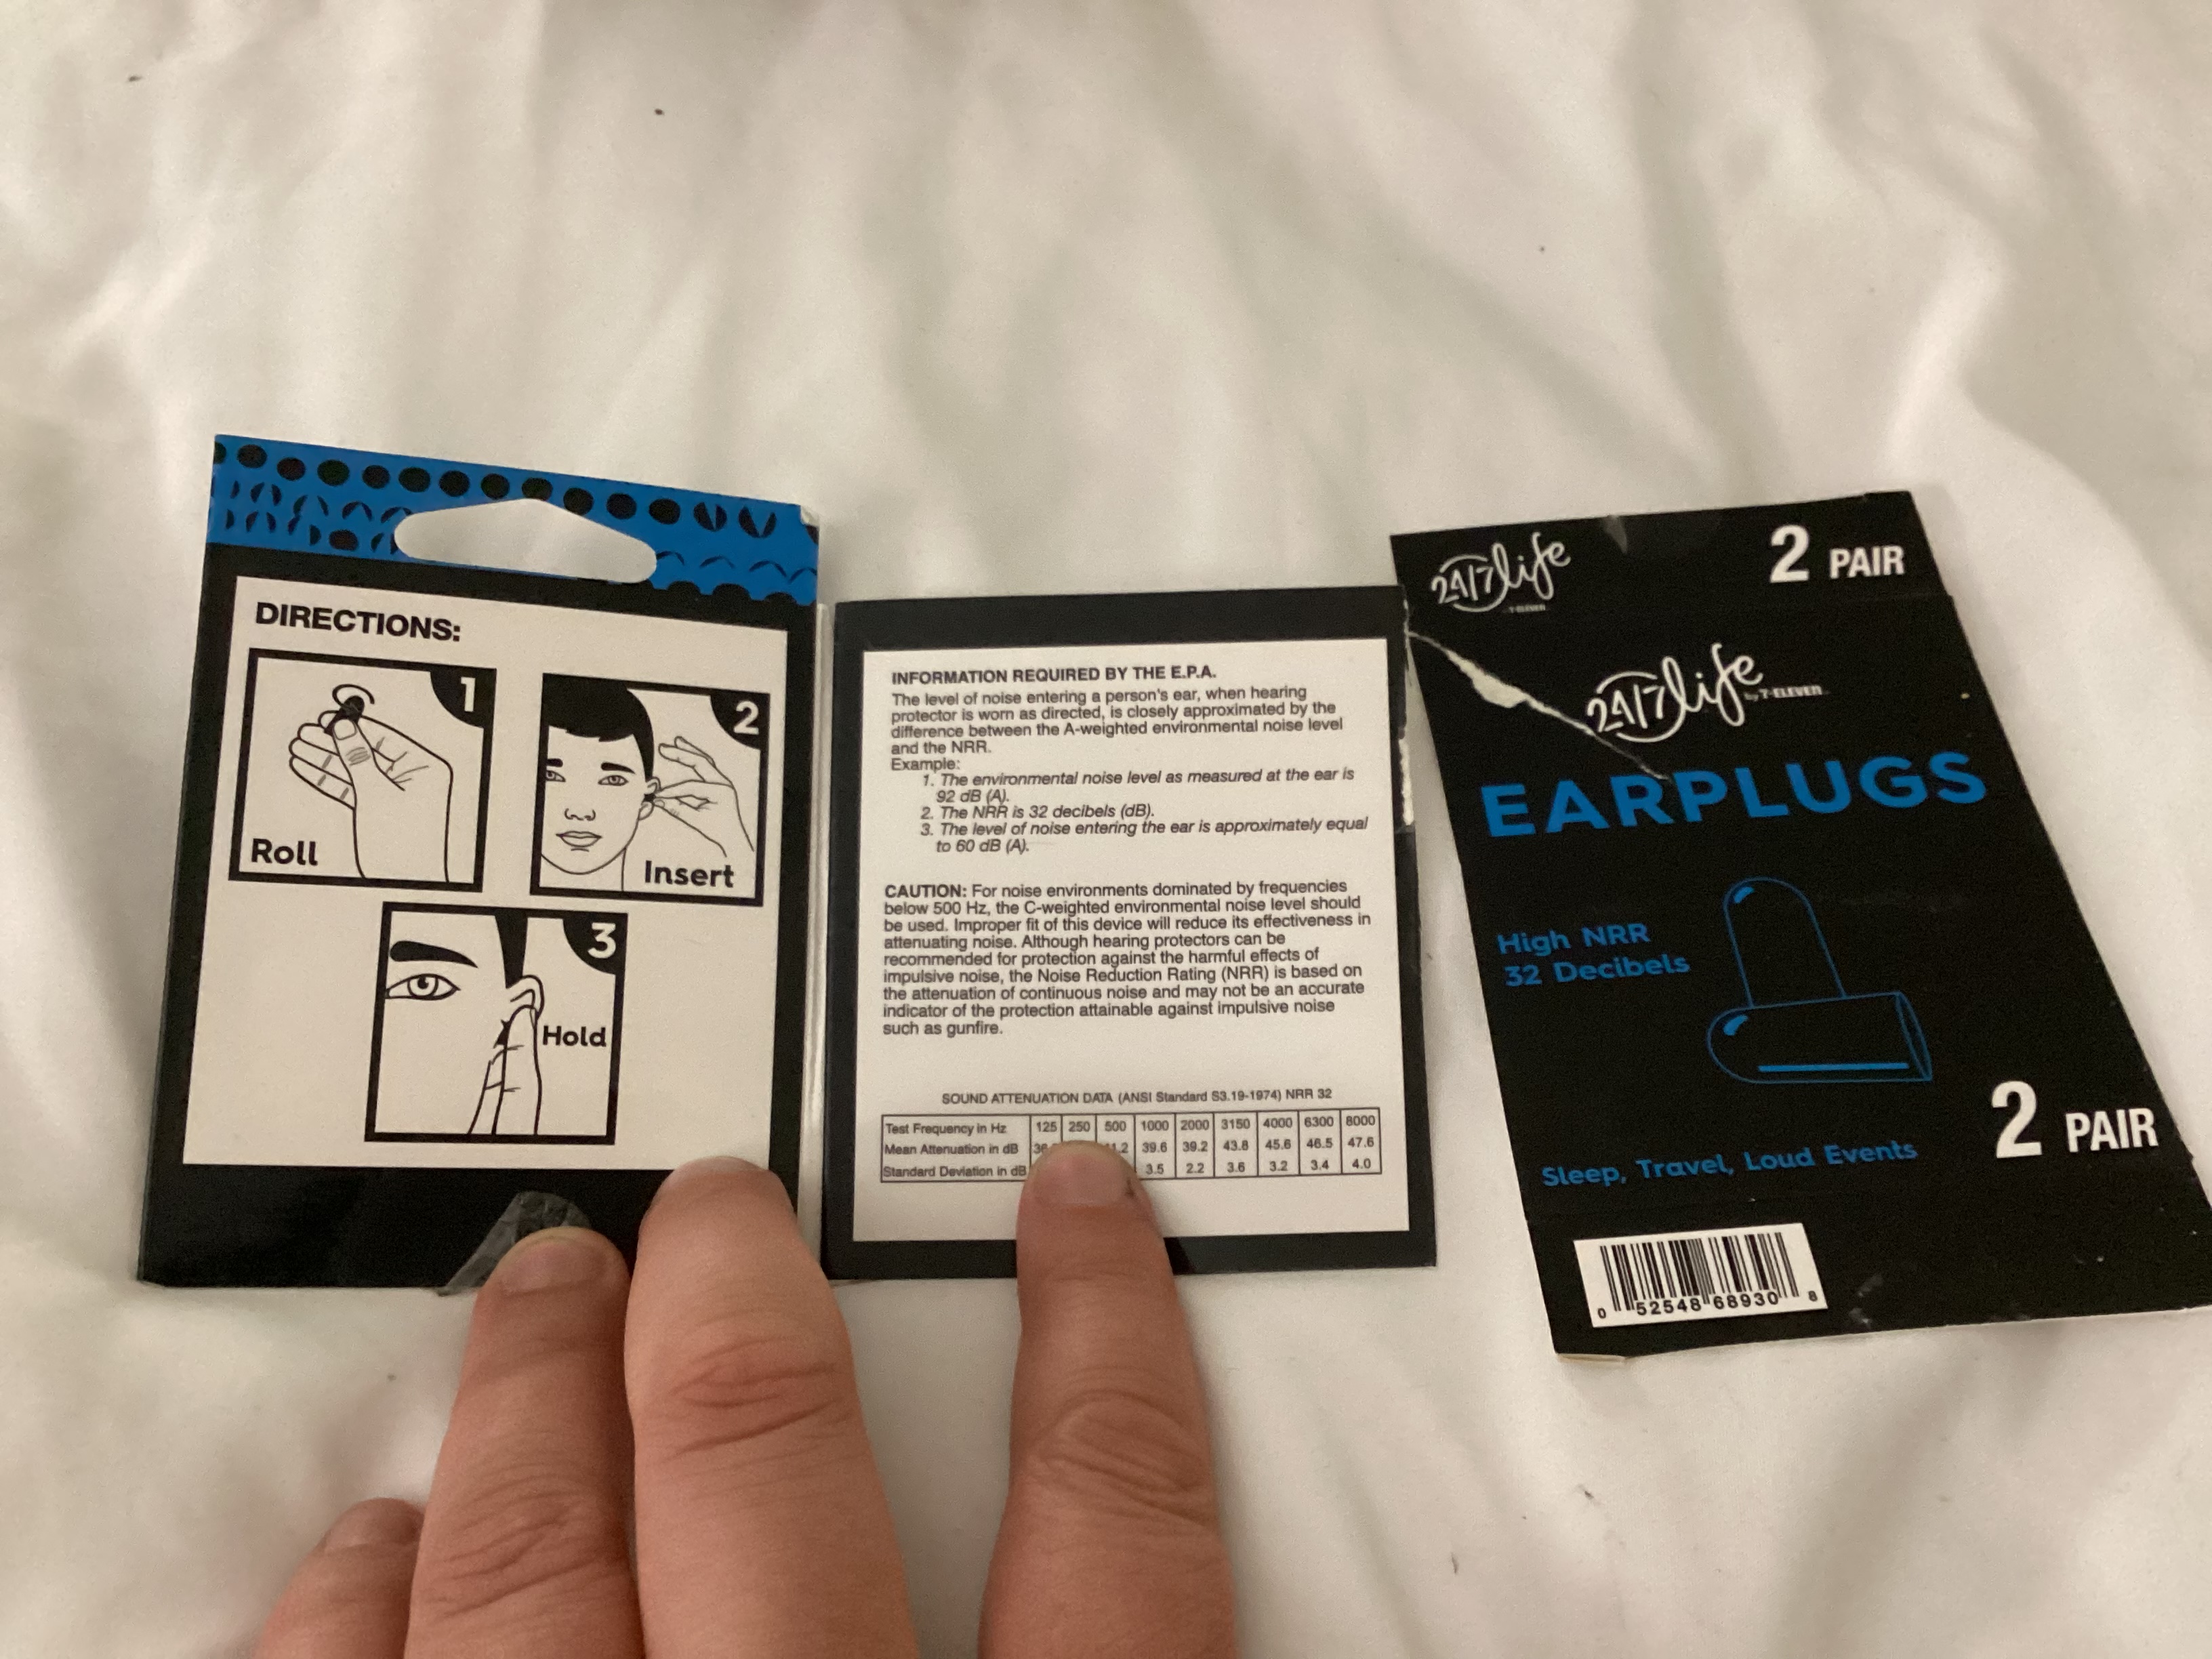 DIRECTIONS:
1
Roll
2
Insert
3
Hold
INFORMATION REQUIRED BY THE E.P.A.
The level of noise entering a person's ear, when hearing
protector is worn as directed, is closely approximated by the
difference between the A-weighted environmental noise level
and the NRR.
Example:
1. The environmental noise level as measured at the ear is
92 dB (A).
2. The NRR is 32 decibels (dB).
3. The level of noise entering the ear is approximately equal
to 60 dB (A).
CAUTION: For noise environments dominated by frequencies
below 500 Hz, the C-weighted environmental noise level should
be used. Improper fit of this device will reduce its effectiveness in
attenuating noise. Although hearing protectors can be
recommended for protection against the harmful effects of
impulsive noise, the Noise Reduction Rating (NRR) is based on
the attenuation of continuous noise and may not be an accurate
indicator of the protection attainable against impulsive noise
such as gunfire.
SOUND ATTENUATION DATA (ANSI Standard S3.19-1974) NRR 32
Test Frequency in Hz 125 250 500 1000 2000 3150 4000 6300 8000
Mean Attenuation in dB 39.6 39.2 43.8 45.6 46.5 47.6
Standard Deviation in dB 3.5 2.2 3.6 3.2 3.4 4.0
24/7 life
by 7-ELEVEN
2 PAIR
24/7 life
by 7-ELEVEN
EARPLUGS
High NRR
32 Decibels
2 PAIR
Sleep, Travel, Loud Events
0 52548 68930 8